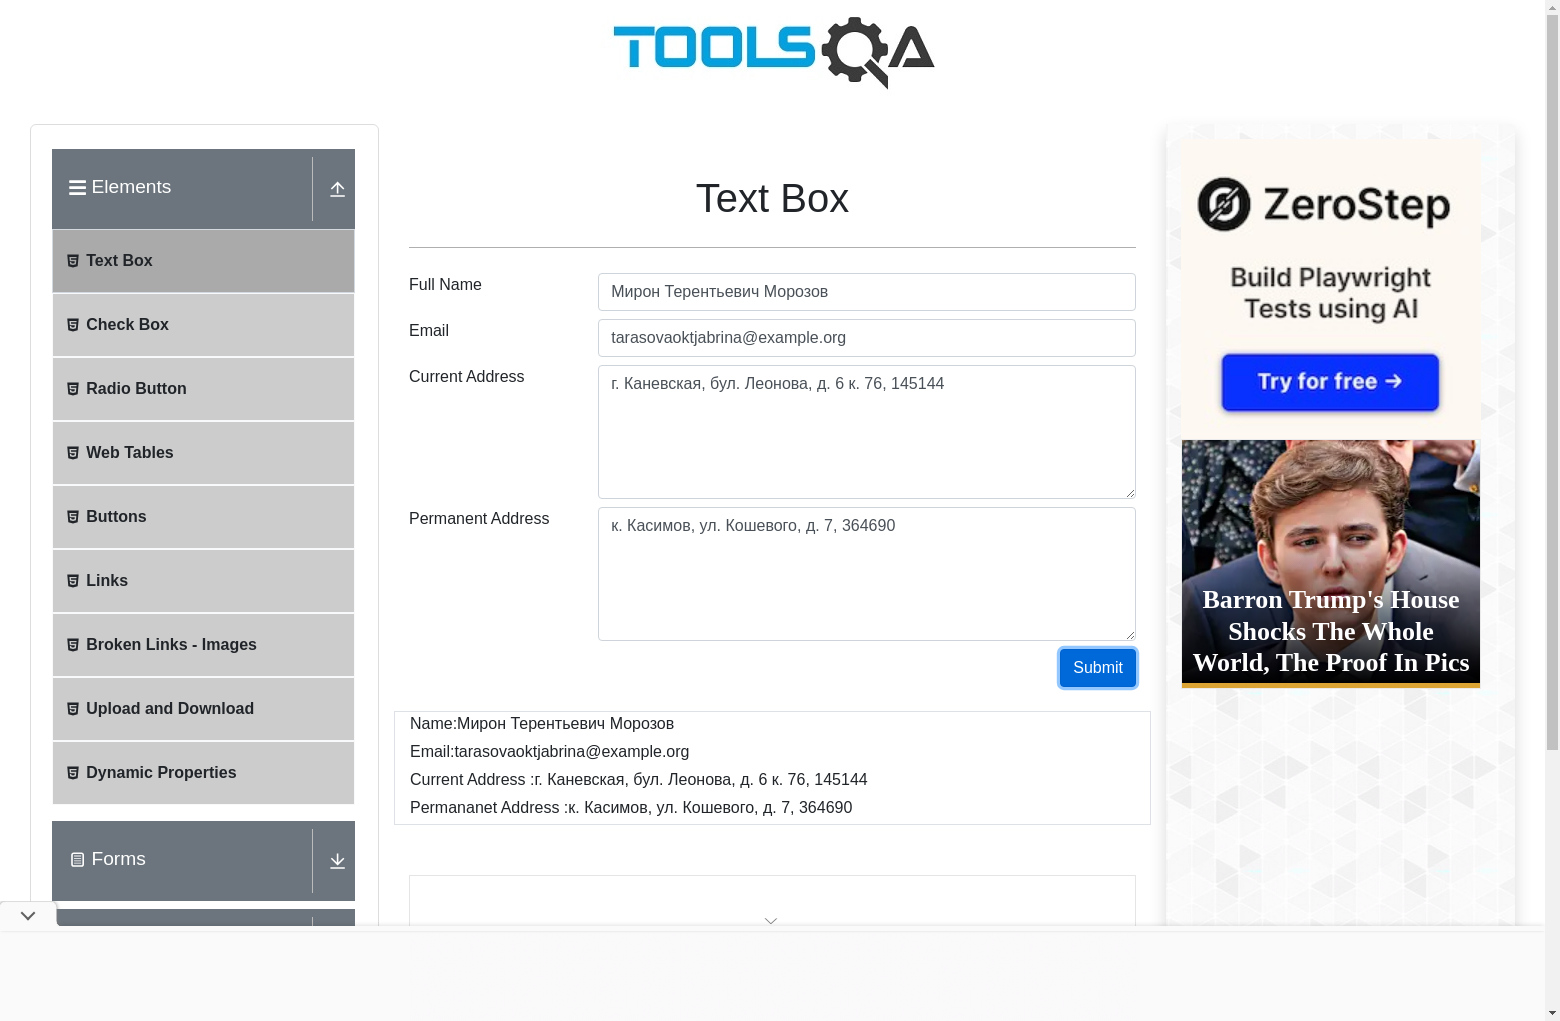 TOOLSQA
Elements
Text Box
Check Box
Radio Button
Web Tables
Buttons
Links
Broken Links - Images
Upload and Download
Dynamic Properties
Forms
Text Box
Full Name
Мирон Терентьевич Морозов
Email
tarasovaoktjabrina@example.org
Current Address
г. Каневская, бул. Леонова, д. 6 к. 76, 145144
Permanent Address
к. Касимов, ул. Кошевого, д. 7, 364690
Submit
Name:Мирон Терентьевич Морозов
Email:tarasovaoktjabrina@example.org
Current Address :г. Каневская, бул. Леонова, д. 6 к. 76, 145144
Permananet Address :к. Касимов, ул. Кошевого, д. 7, 364690
ZeroStep
Build Playwright
Tests using AI
Try for free →
Barron Trump's House
Shocks The Whole
World, The Proof In Pics